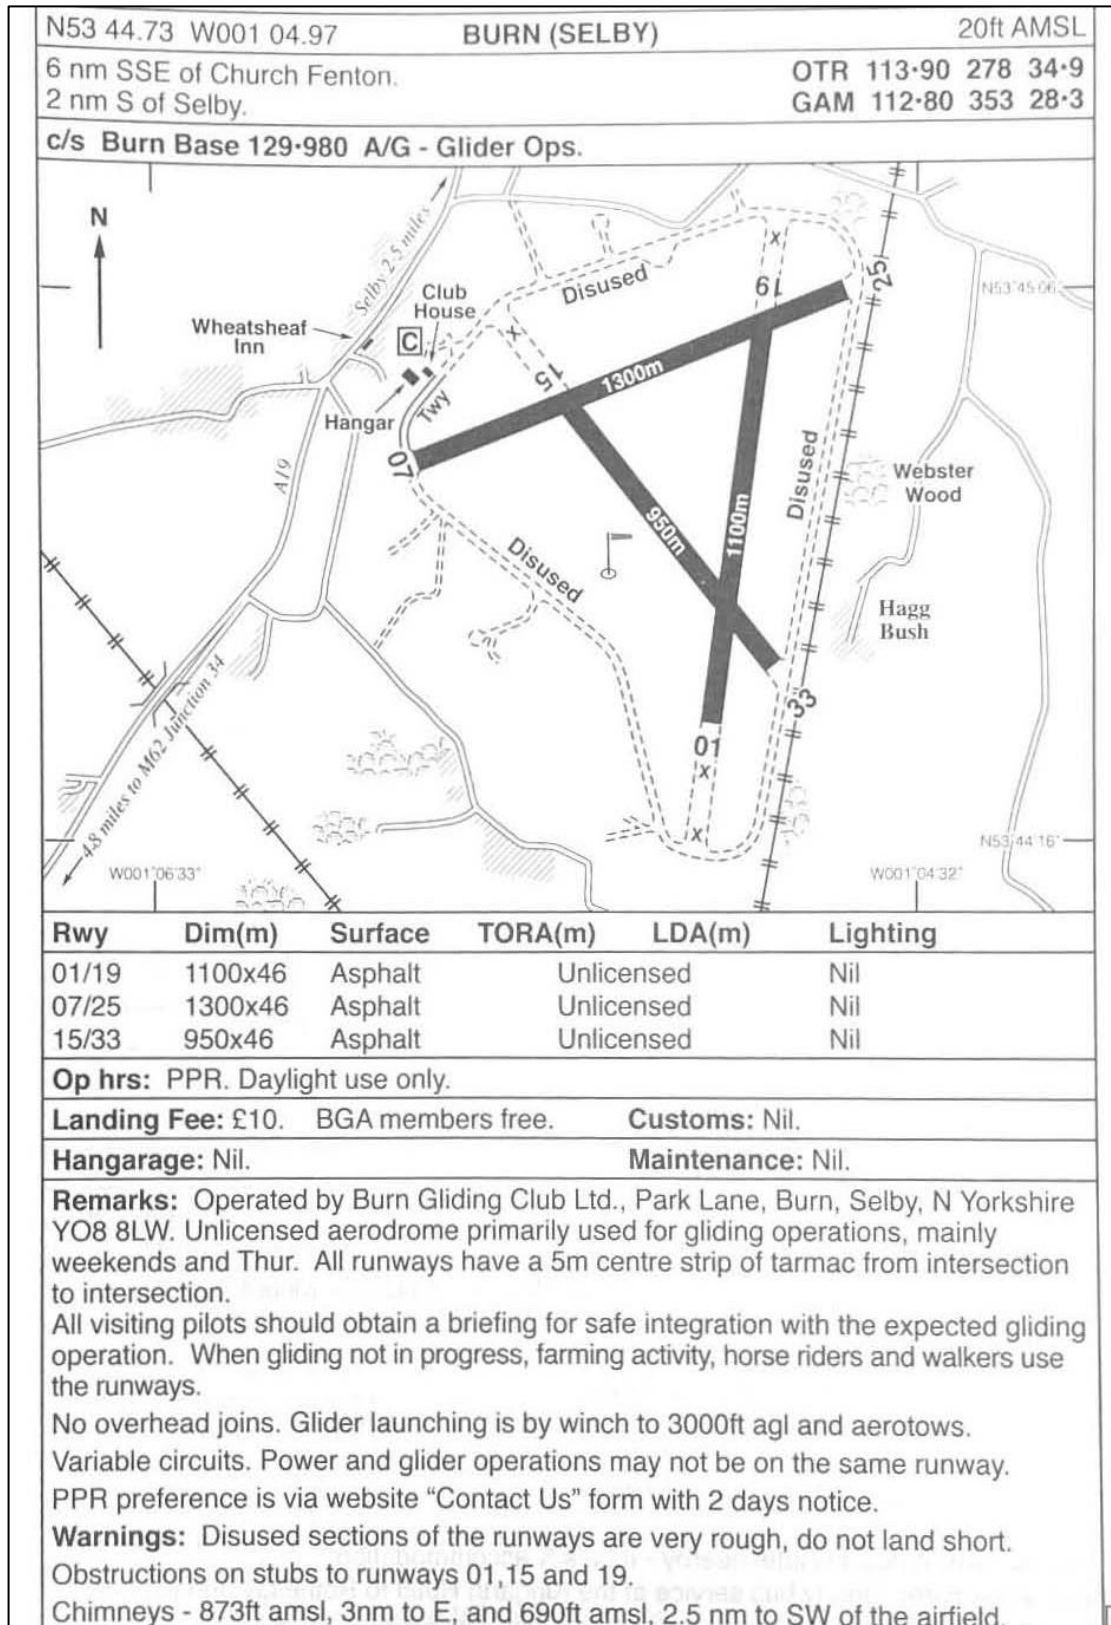 N53 44.73 W001 04.97 BURN (SELBY) 20ft AMSL
6 nm SSE of Church Fenton. OTR 113·90 278 34·9
2 nm S of Selby. GAM 112·80 353 28·3
c/s Burn Base 129·980 A/G - Glider Ops.
N
Selby 2·5 miles
Wheatsheaf
Inn
C
Club
House
Hangar
Twy
A19
Disused
19
25
N53°45'06"
15
1300m
07
Disused
Webster
Wood
950m
1100m
Disused
Hagg
Bush
33
01
x
x
x
x
4·8 miles to M62 Junction 34
N53°44'16"
W001°06'33"
W001°04'32"
Rwy Dim(m) Surface TORA(m) LDA(m) Lighting
01/19 1100x46 Asphalt Unlicensed Nil
07/25 1300x46 Asphalt Unlicensed Nil
15/33 950x46 Asphalt Unlicensed Nil
Op hrs: PPR. Daylight use only.
Landing Fee: £10. BGA members free. Customs: Nil.
Hangarage: Nil. Maintenance: Nil.
Remarks: Operated by Burn Gliding Club Ltd., Park Lane, Burn, Selby, N Yorkshire
YO8 8LW. Unlicensed aerodrome primarily used for gliding operations, mainly
weekends and Thur. All runways have a 5m centre strip of tarmac from intersection
to intersection.
All visiting pilots should obtain a briefing for safe integration with the expected gliding
operation. When gliding not in progress, farming activity, horse riders and walkers use
the runways.
No overhead joins. Glider launching is by winch to 3000ft agl and aerotows.
Variable circuits. Power and glider operations may not be on the same runway.
PPR preference is via website “Contact Us” form with 2 days notice.
Warnings: Disused sections of the runways are very rough, do not land short.
Obstructions on stubs to runways 01,15 and 19.
Chimneys - 873ft amsl, 3nm to E, and 690ft amsl, 2.5 nm to SW of the airfield.